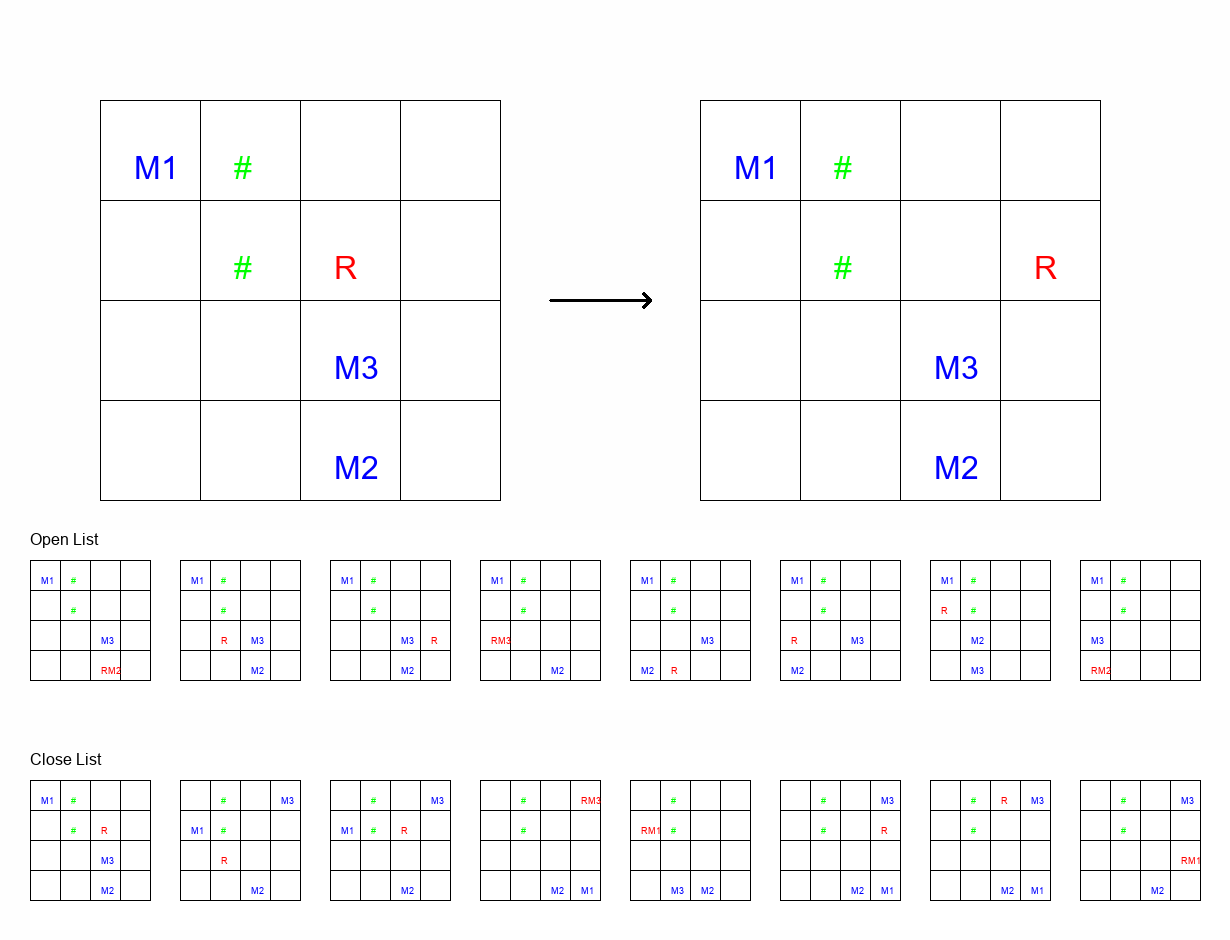 M1 # M1 #
# R # R
M3 M3
M2 M2
Open List
M1 # M1 # M1 # M1 # M1 # M1 # M1 # M1 #
# # # # # # R # #
M3 R M3 M3 R RM3 M3 R M3 M2 M3
RM2 M2 M2 M2 M2 R M2 M3 RM2
Close List
M1 # # M3 # M3 # RM3 # # M3 # R M3 # M3
# R M1 # M1 # R # RM1 # # R # #
M3 R RM1
M2 M2 M2 M2 M1 M3 M2 M2 M1 M2 M1 M2